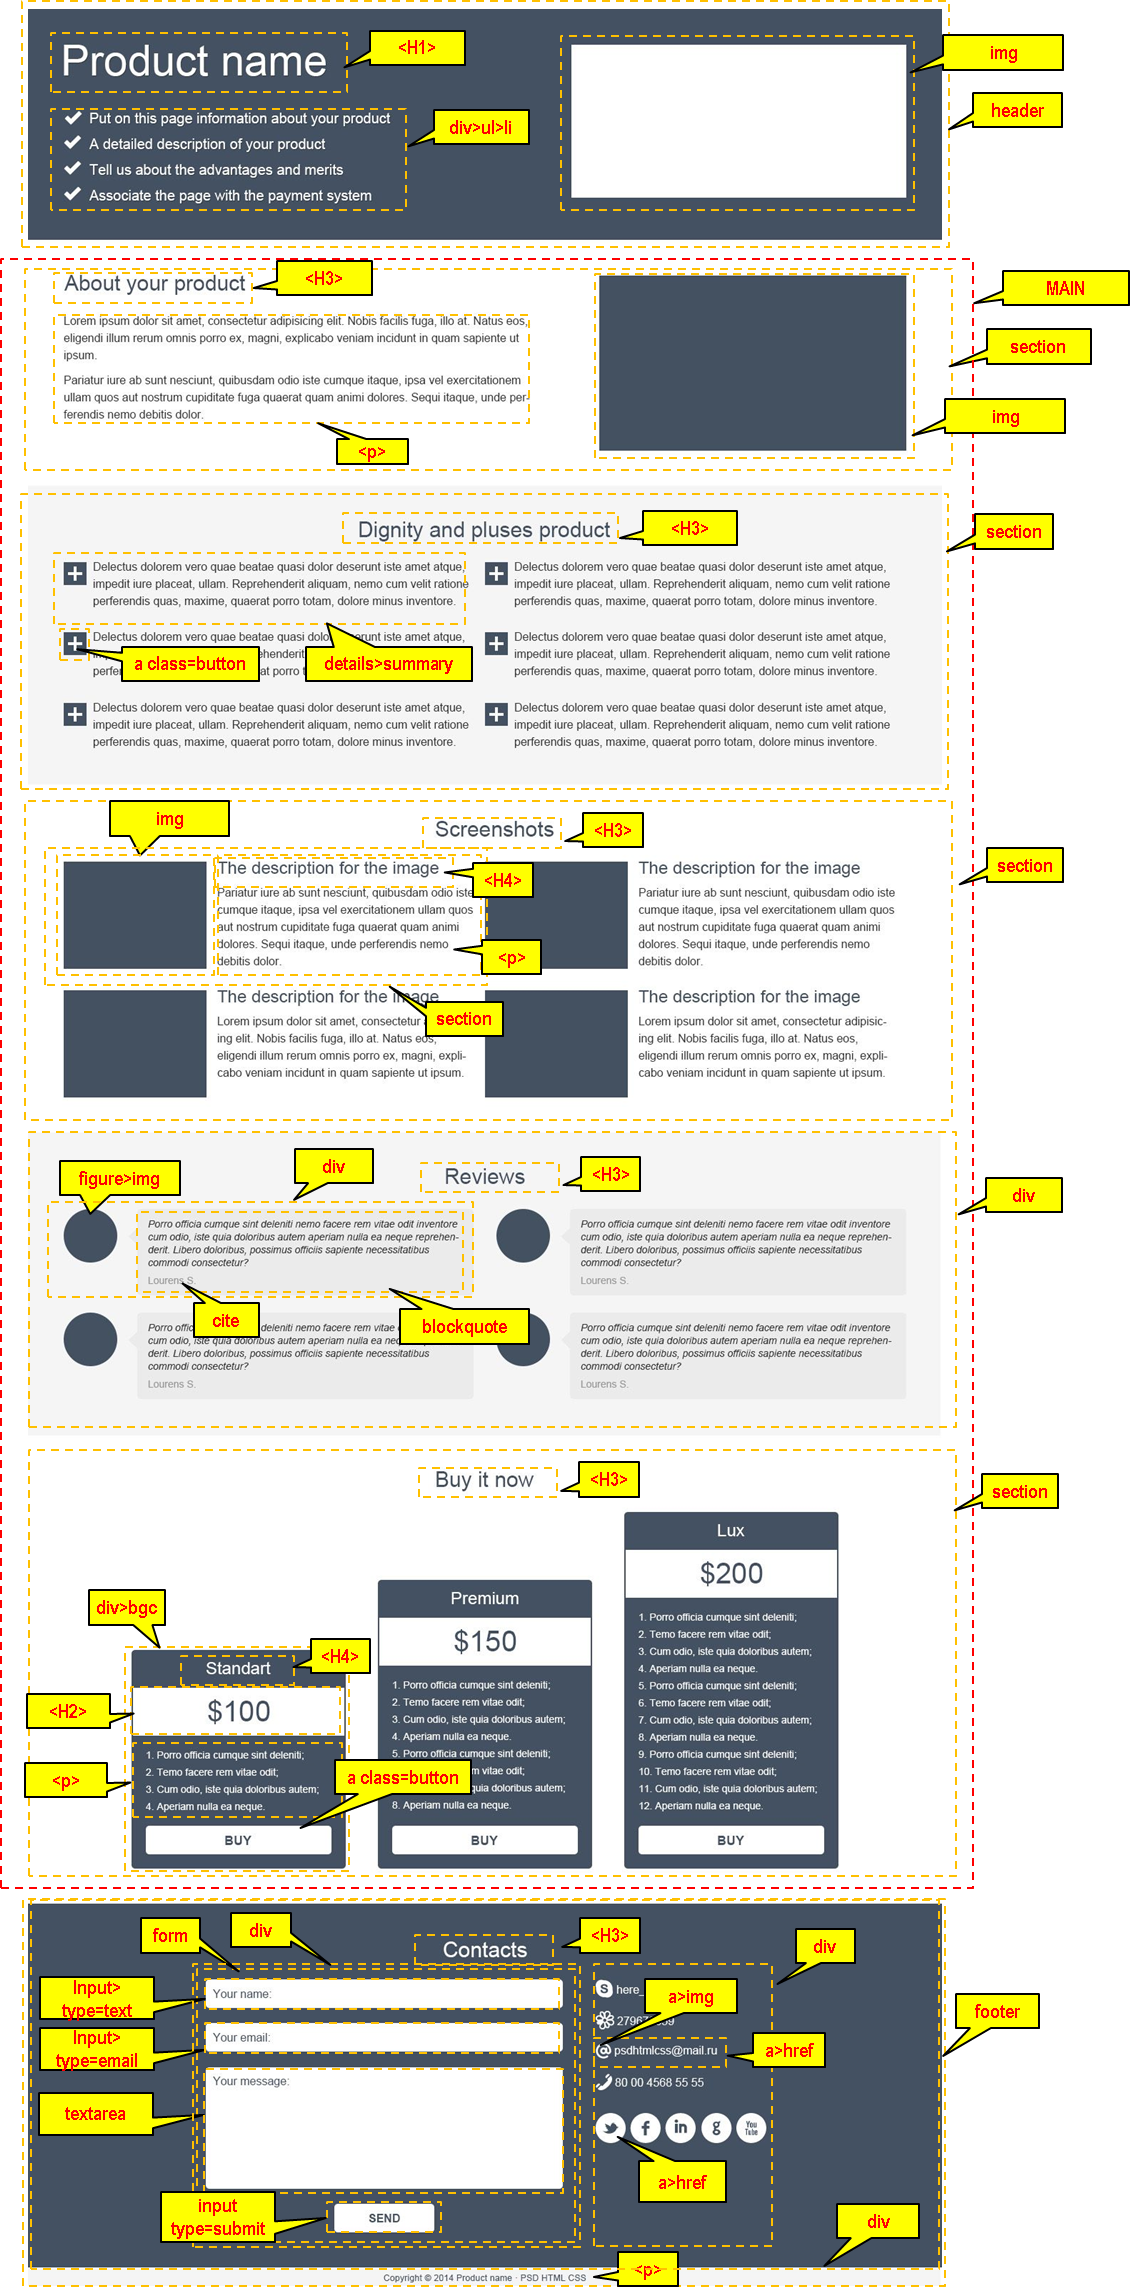 Product name
<H1>
img
header
Put on this page information about your product
div>ul>li
A detailed description of your product
Tell us about the advantages and merits
Associate the page with the payment system
About your product
<H3>
MAIN
Lorem ipsum dolor sit amet, consectetur adipisicing elit. Nobis facilis fuga, illo at. Natus eos,
eligendi illum rerum omnis porro ex, magni, explicabo veniam incidunt in quam sapiente ut
ipsum.
section
Pariatur iure ab sunt nesciunt, quibusdam odio iste cumque itaque, ipsa vel exercitationem
ullam quos aut nostrum cupiditate fuga quaerat quam animi dolores. Sequi itaque, unde per-
ferendis nemo debitis dolor.
img
<p>
Dignity and pluses product
<H3>
section
Delectus dolorem vero quae beatae quasi dolor deserunt iste amet atque,
impedit iure placeat, ullam. Reprehenderit aliquam, nemo cum velit ratione
perferendis quas, maxime, quaerat porro totam, dolore minus inventore.
Delectus dolorem vero quae beatae quasi dolor deserunt iste amet atque,
impedit iure placeat, ullam. Reprehenderit aliquam, nemo cum velit ratione
perferendis quas, maxime, quaerat porro totam, dolore minus inventore.
Delectus dolorem vero quae beatae quasi
a class=button
details>summary
Delectus dolorem vero quae beatae quasi dolor deserunt iste amet atque,
impedit iure placeat, ullam. Reprehenderit aliquam, nemo cum velit ratione
perferendis quas, maxime, quaerat porro totam, dolore minus inventore.
Delectus dolorem vero quae beatae quasi dolor deserunt iste amet atque,
impedit iure placeat, ullam. Reprehenderit aliquam, nemo cum velit ratione
perferendis quas, maxime, quaerat porro totam, dolore minus inventore.
Delectus dolorem vero quae beatae quasi dolor deserunt iste amet atque,
impedit iure placeat, ullam. Reprehenderit aliquam, nemo cum velit ratione
perferendis quas, maxime, quaerat porro totam, dolore minus inventore.
img
Screenshots
<H3>
section
The description for the image
<H4>
Pariatur iure ab sunt nesciunt, quibusdam odio iste
cumque itaque, ipsa vel exercitationem ullam quos
aut nostrum cupiditate fuga quaerat quam animi
dolores. Sequi itaque, unde perferendis nemo
debitis dolor.
<p>
The description for the image
Pariatur iure ab sunt nesciunt, quibusdam odio iste
cumque itaque, ipsa vel exercitationem ullam quos
aut nostrum cupiditate fuga quaerat quam animi
dolores. Sequi itaque, unde perferendis nemo
debitis dolor.
The description for the image
section
Lorem ipsum dolor sit amet, consectetur
ing elit. Nobis facilis fuga, illo at. Natus eos,
eligendi illum rerum omnis porro ex, magni, expli-
cabo veniam incidunt in quam sapiente ut ipsum.
The description for the image
Lorem ipsum dolor sit amet, consectetur adipisic-
ing elit. Nobis facilis fuga, illo at. Natus eos,
eligendi illum rerum omnis porro ex, magni, expli-
cabo veniam incidunt in quam sapiente ut ipsum.
figure>img
div
Reviews
<H3>
div
Porro officia cumque sint deleniti nemo facere rem vitae odit inventore
cum odio, iste quia doloribus autem aperiam nulla ea neque reprehen-
derit. Libero doloribus, possimus officiis sapiente necessitatibus
commodi consectetur?
Lourens S.
Porro officia cumque sint deleniti nemo facere rem vitae odit inventore
cum odio, iste quia doloribus autem aperiam nulla ea neque reprehen-
derit. Libero doloribus, possimus officiis sapiente necessitatibus
commodi consectetur?
Lourens S.
cite
blockquote
Porro deleniti nemo facere rem vitae
cum odio, iste quia doloribus autem aperiam nulla ea
derit. Libero doloribus, possimus officiis sapiente necessitatibus
commodi consectetur?
Lourens S.
Porro officia cumque sint deleniti nemo facere rem vitae odit inventore
cum odio, iste quia doloribus autem aperiam nulla ea neque reprehen-
derit. Libero doloribus, possimus officiis sapiente necessitatibus
commodi consectetur?
Lourens S.
Buy it now
<H3>
section
div>bgc
Standart
<H4>
<H2>
$100
<p>
1. Porro officia cumque sint deleniti;
2. Temo facere rem vitae odit;
3. Cum odio, iste quia doloribus autem;
4. Aperiam nulla ea neque.
a class=button
BUY
Premium
$150
1. Porro officia cumque sint deleniti;
2. Temo facere rem vitae odit;
3. Cum odio, iste quia doloribus autem;
4. Aperiam nulla ea neque.
5. Porro officia cumque sint deleniti;
rem vitae odit;
quia doloribus autem;
8. Aperiam nulla ea neque.
BUY
Lux
$200
1. Porro officia cumque sint deleniti;
2. Temo facere rem vitae odit;
3. Cum odio, iste quia doloribus autem;
4. Aperiam nulla ea neque.
5. Porro officia cumque sint deleniti;
6. Temo facere rem vitae odit;
7. Cum odio, iste quia doloribus autem;
8. Aperiam nulla ea neque.
9. Porro officia cumque sint deleniti;
10. Temo facere rem vitae odit;
11. Cum odio, iste quia doloribus autem;
12. Aperiam nulla ea neque.
BUY
form
div
Contacts
<H3>
div
Input>
type=text
Your name:
Input>
type=email
Your email:
textarea
Your message:
input
type=submit
SEND
here_
a>img
footer
psdhtmlcss@mail.ru
a>href
80 00 4568 55 55
f
in
g
You
Tube
a>href
div
Copyright © 2014 Product name · PSD HTML CSS
<p>